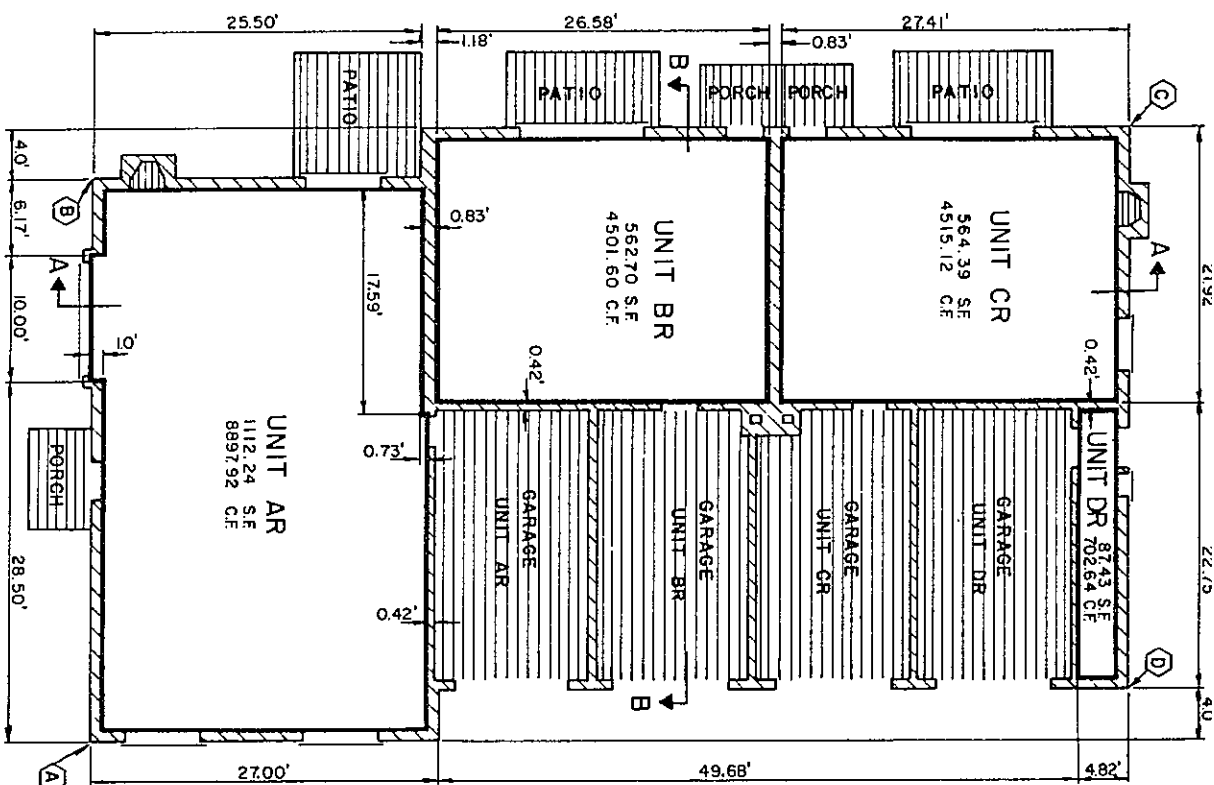 25.50'
26.58'
27.41'
1.18'
0.83'
PATIO
PATIO
B
PORCH
PORCH
PATIO
C
4.0'
6.17'
10.00'
28.50'
B
A
1.0'
PORCH
17.59'
0.83'
UNIT BR
562.70 S.F.
4501.60 C.F.
UNIT CR
564.39 S.F.
4515.12 C.F.
A
21.92
0.42'
0.42'
UNIT AR
1112.24 S.F.
8897.92 C.F.
0.73'
0.42'
GARAGE
UNIT AR
GARAGE
UNIT BR
GARAGE
UNIT CR
GARAGE
UNIT DR
UNIT DR
87.43 S.F.
702.64 C.F.
22.75
B
D
4.0
A
27.00'
49.68'
4.82'